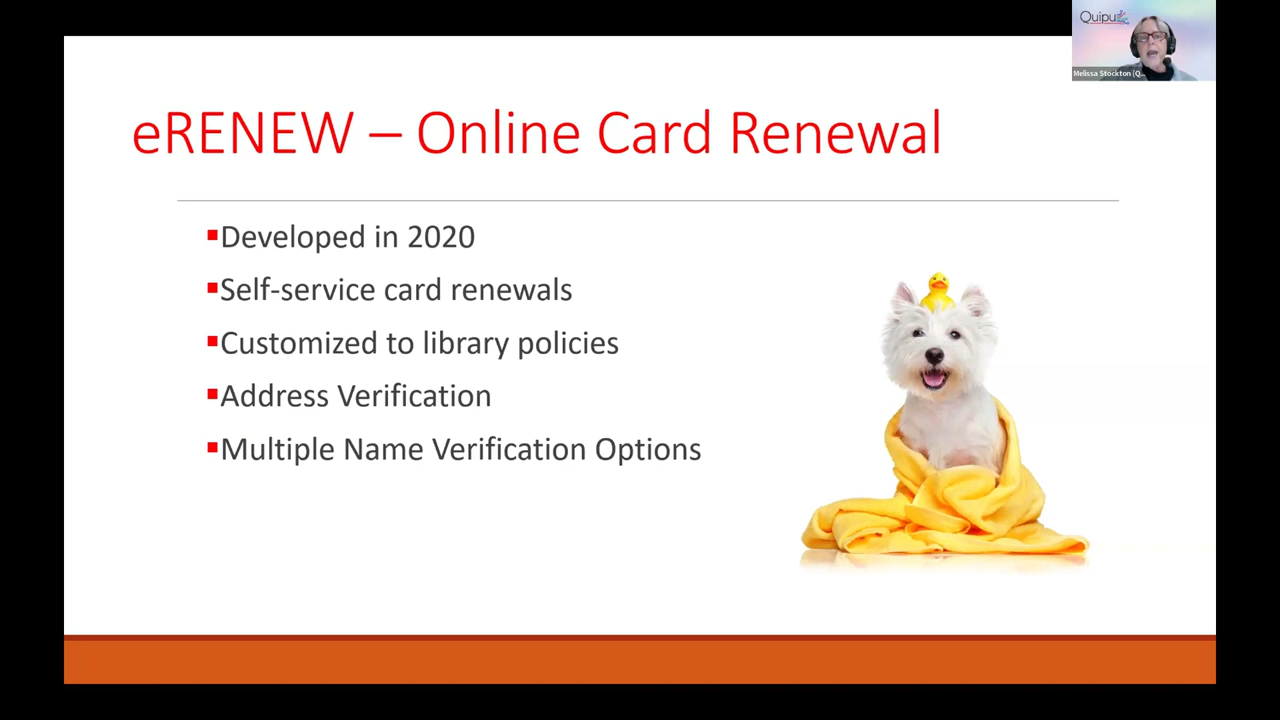 Quipu
Melissa Stockton (Q...
eRENEW – Online Card Renewal
Developed in 2020
Self-service card renewals
Customized to library policies
Address Verification
Multiple Name Verification Options